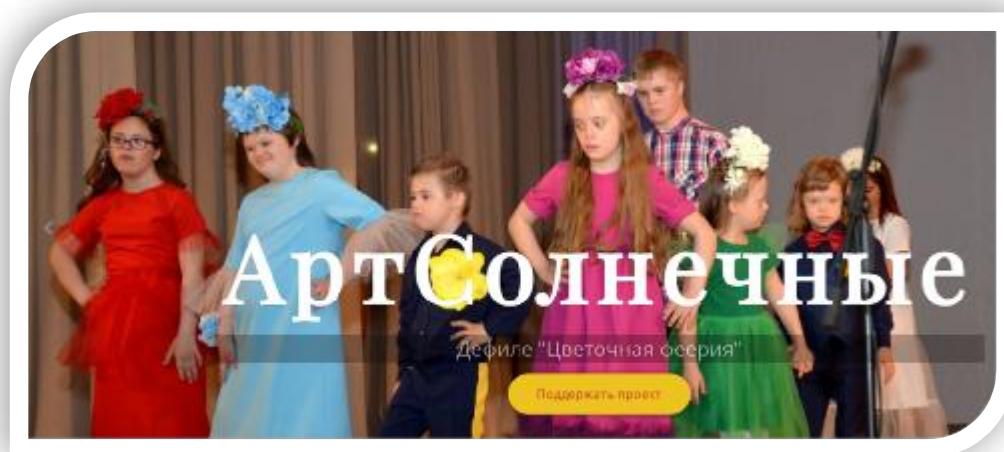 АртСолнечные
Дефиле "Цветочная феерия"
Поддержать проект